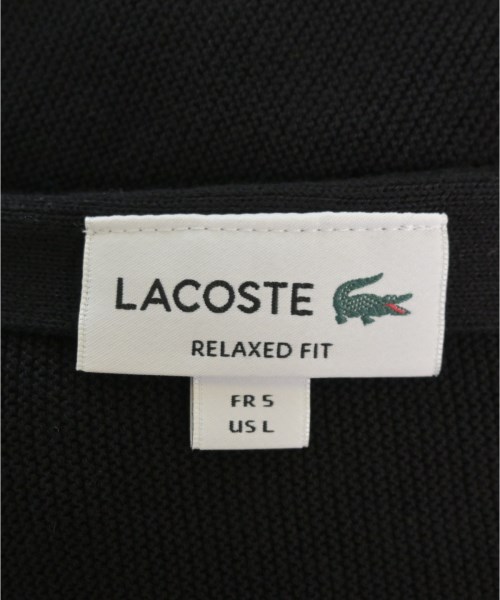 LACOSTE
RELAXED FIT
FR 5
US L